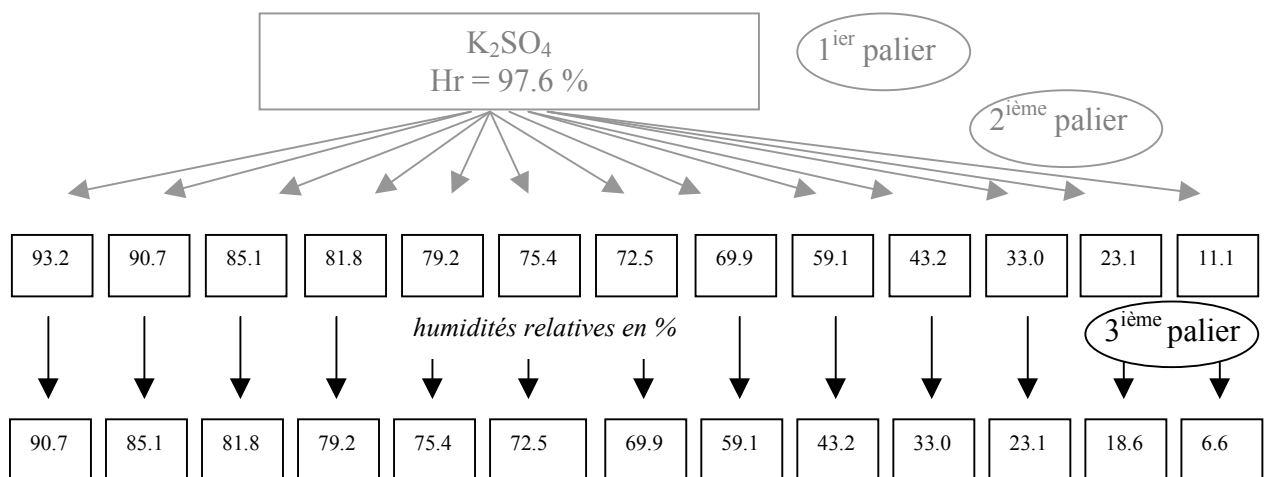 K₂SO₄
Hr = 97.6 %
1ier palier
2ième palier
93.2 90.7 85.1 81.8 79.2 75.4 72.5 69.9 59.1 43.2 33.0 23.1 11.1
humidités relatives en %
3ième palier
90.7 85.1 81.8 79.2 75.4 72.5 69.9 59.1 43.2 33.0 23.1 18.6 6.6